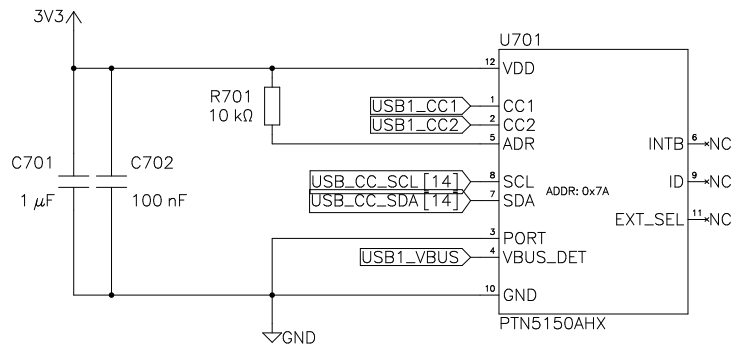 3V3
U701
12 VDD
R701
10 kΩ
USB1_CC1 1 CC1
USB1_CC2 2 CC2
5 ADR
INTB 6 NC
C701
C702
1 µF
100 nF
USB_CC_SCL [14] 8 SCL
USB_CC_SDA [14] 7 SDA
ADDR: 0x7A
ID 9 NC
EXT_SEL 11 NC
3 PORT
USB1_VBUS 4 VBUS_DET
10 GND
PTN5150AHX
GND